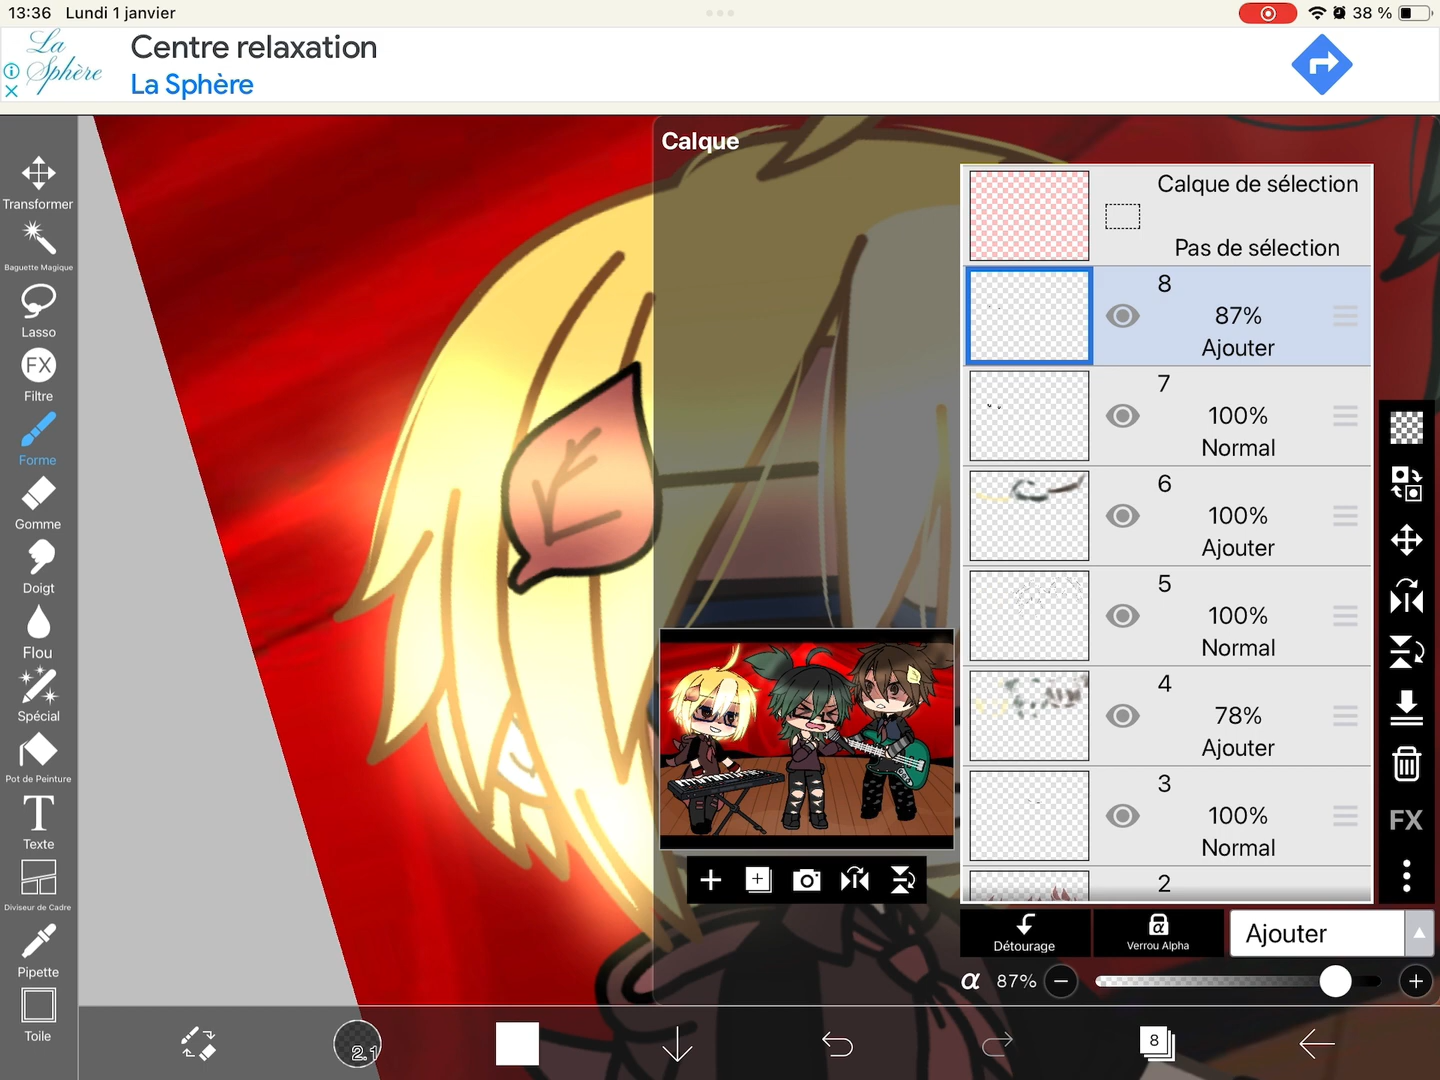 13:36 Lundi 1 janvier
38 %
La Sphère
Centre relaxation
La Sphère
Calque
Transformer
Baguette Magique
Lasso
FX
Filtre
Forme
Gomme
Doigt
Flou
Spécial
Pot de Peinture
T
Texte
Diviseur de Cadre
Pipette
Toile
Calque de sélection
Pas de sélection
8
87%
Ajouter
7
100%
Normal
6
100%
Ajouter
5
100%
Normal
4
78%
Ajouter
3
100%
Normal
2
FX
Détourage
α
Verrou Alpha
Ajouter
α 87%
2.1
8